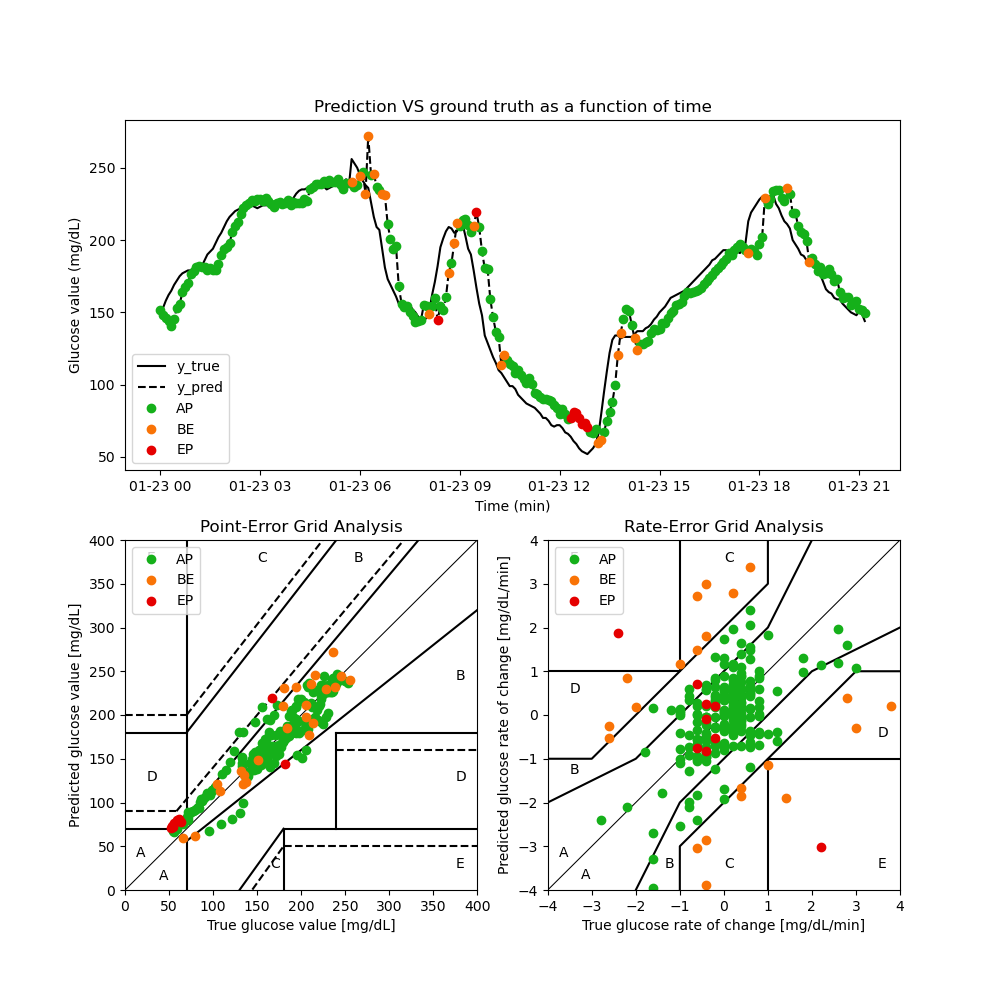 Prediction VS ground truth as a function of time
Glucose value (mg/dL)
250
200
150
100
50
y_true
y_pred
AP
BE
EP
01-23 00 01-23 03 01-23 06 01-23 09 01-23 12 01-23 15 01-23 18 01-23 21
Time (min)
Point-Error Grid Analysis
Predicted glucose value [mg/dL]
400
350
300
250
200
150
100
50
0
AP
BE
EP
C B
B
D D
A
A
C E
0 50 100 150 200 250 300 350 400
True glucose value [mg/dL]
Rate-Error Grid Analysis
Predicted glucose rate of change [mg/dL/min]
4
3
2
1
0
−1
−2
−3
−4
AP
BE
EP
C
D
D
B
A
A
B C E
−4 −3 −2 −1 0 1 2 3 4
True glucose rate of change [mg/dL/min]